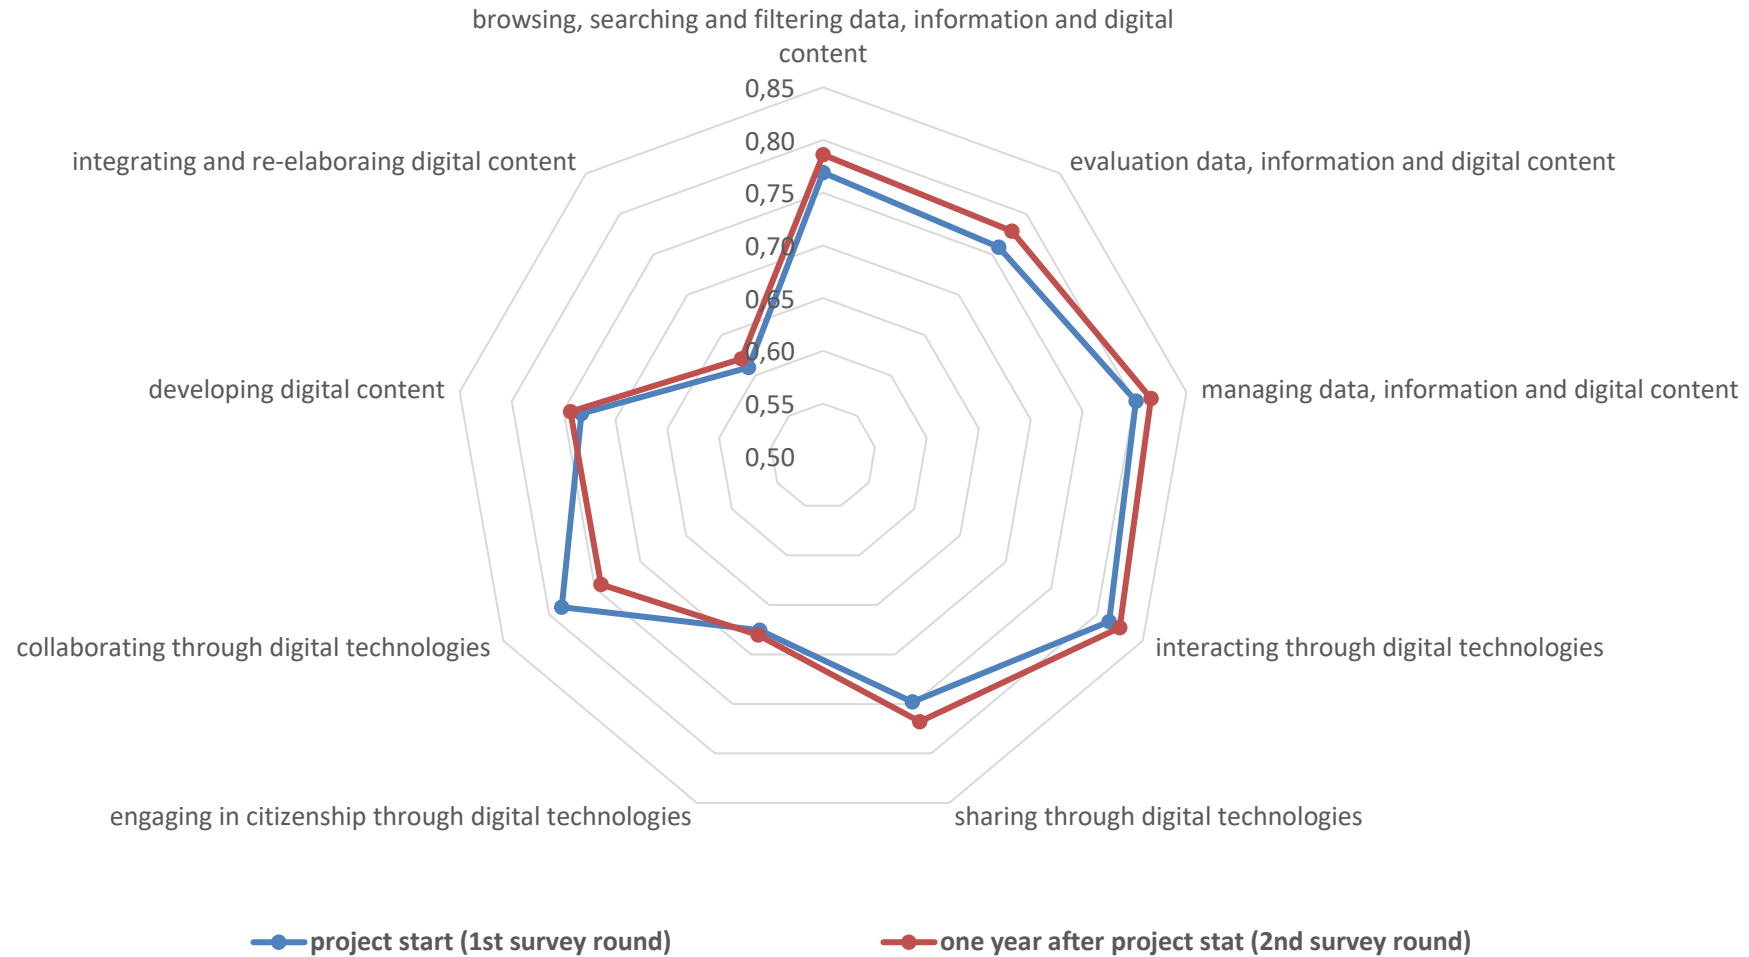 browsing, searching and filtering data, information and digital
content
0,85
0,80
0,75
0,70
0,65
0,60
0,55
0,50
evaluation data, information and digital content
managing data, information and digital content
interacting through digital technologies
sharing through digital technologies
engaging in citizenship through digital technologies
collaborating through digital technologies
developing digital content
integrating and re-elaboraing digital content
project start (1st survey round)
one year after project stat (2nd survey round)